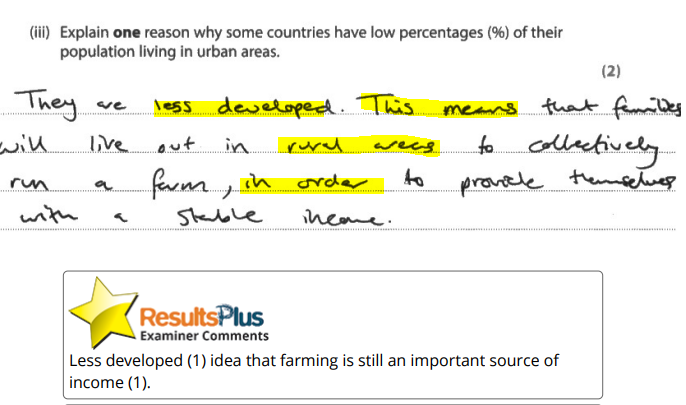 (iii) Explain one reason why some countries have low percentages (%) of their
population living in urban areas.
(2)
They are less developed. This means that families
will live out in rural areas to collectively
run a farm, in order to provide themselves
with a stable income.
ResultsPlus
Examiner Comments
Less developed (1) idea that farming is still an important source of
income (1).